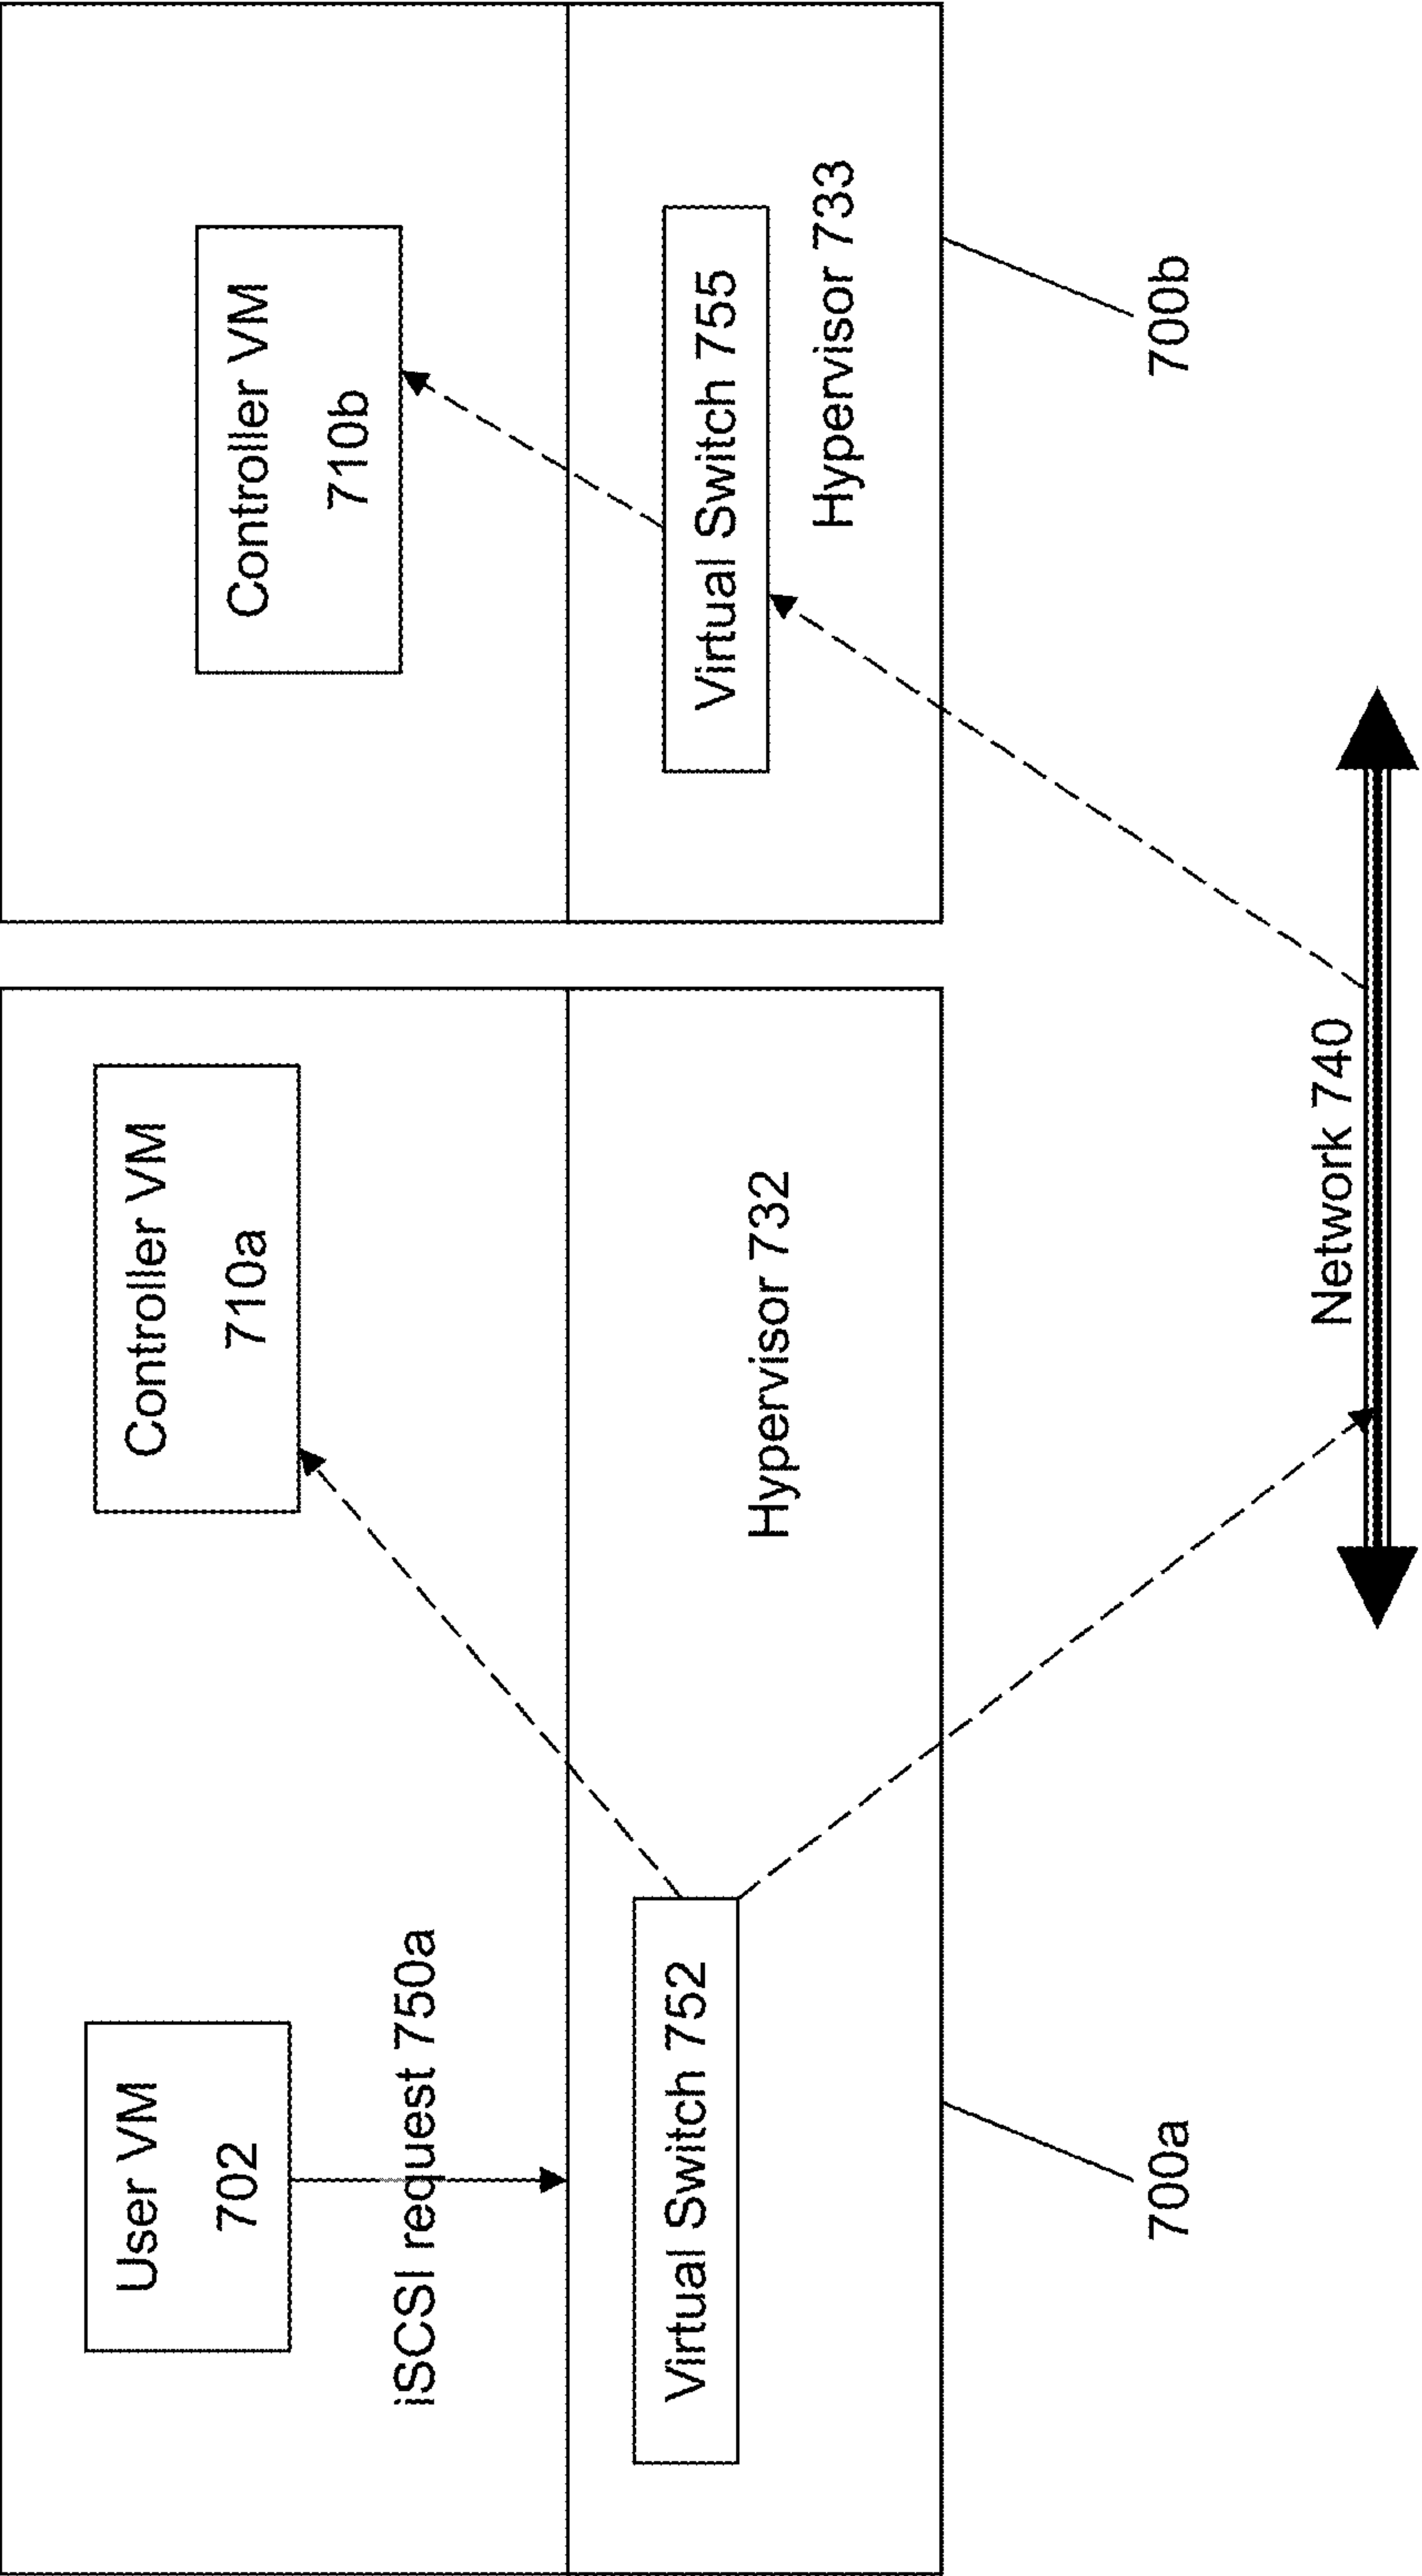 User VM
702
iSCSI request 750a
Virtual Switch 752
Controller VM
710a
Hypervisor 732
700a
Controller VM
710b
Virtual Switch 755
Hypervisor 733
700b
Network 740